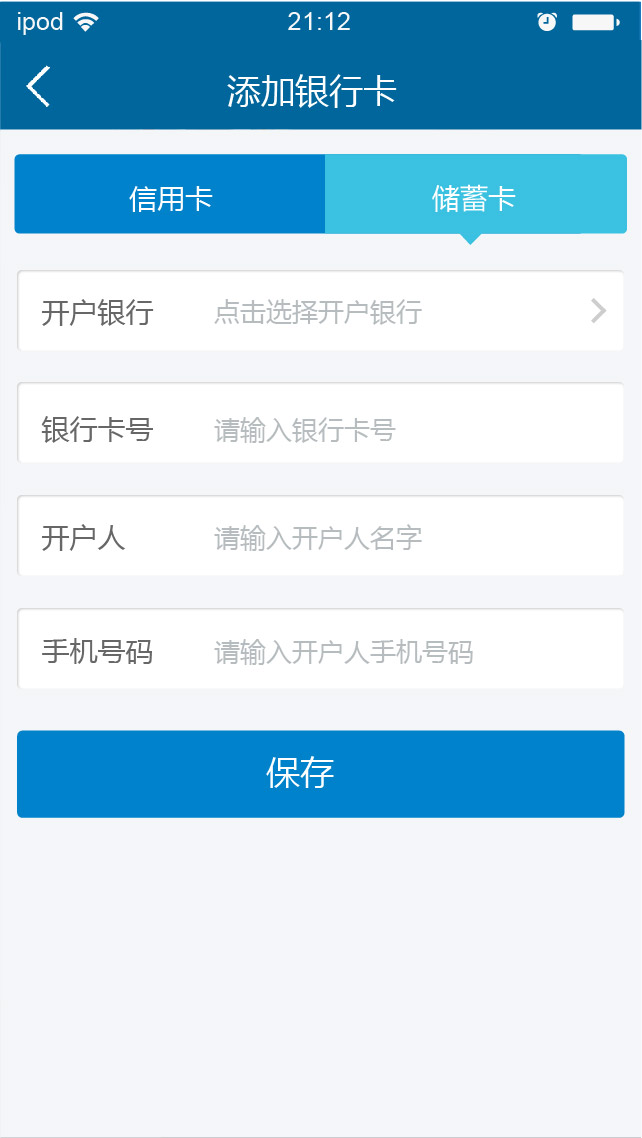 ipod 21:12
添加银行卡
信用卡 储蓄卡
开户银行 点击选择开户银行
银行卡号 请输入银行卡号
开户人 请输入开户人名字
手机号码 请输入开户人手机号码
保存